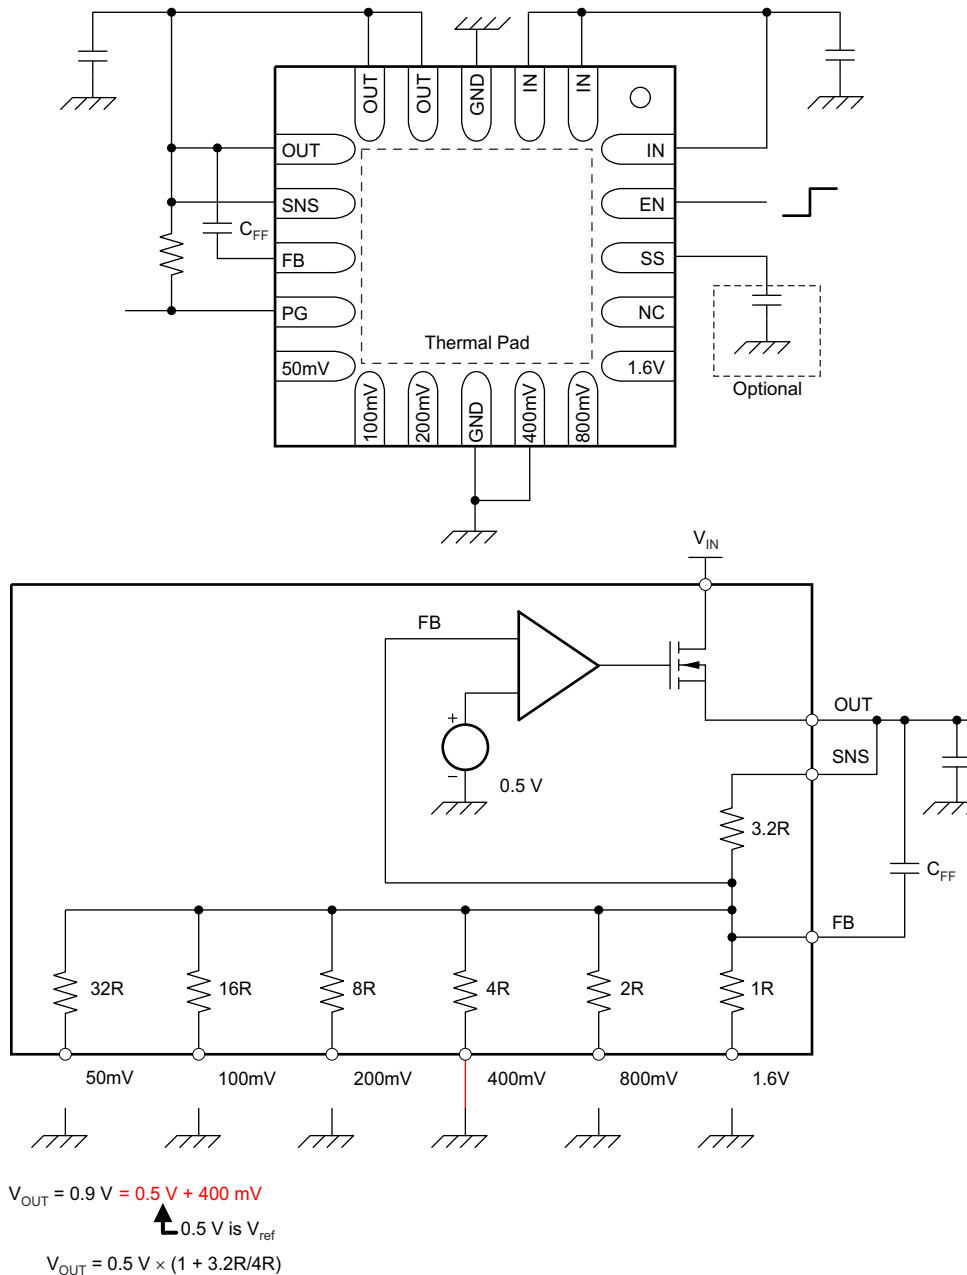 OUT
OUT
GND
IN
IN
OUT
IN
SNS
EN
C_FF
FB
SS
PG
NC
Thermal Pad
50mV
1.6V
Optional
100mV
200mV
GND
400mV
800mV
V_IN
FB
+
−
0.5 V
OUT
SNS
3.2R
C_FF
FB
32R
16R
8R
4R
2R
1R
50mV
100mV
200mV
400mV
800mV
1.6V
V_OUT = 0.9 V = 0.5 V + 400 mV
0.5 V is V_ref
V_OUT = 0.5 V × (1 + 3.2R/4R)